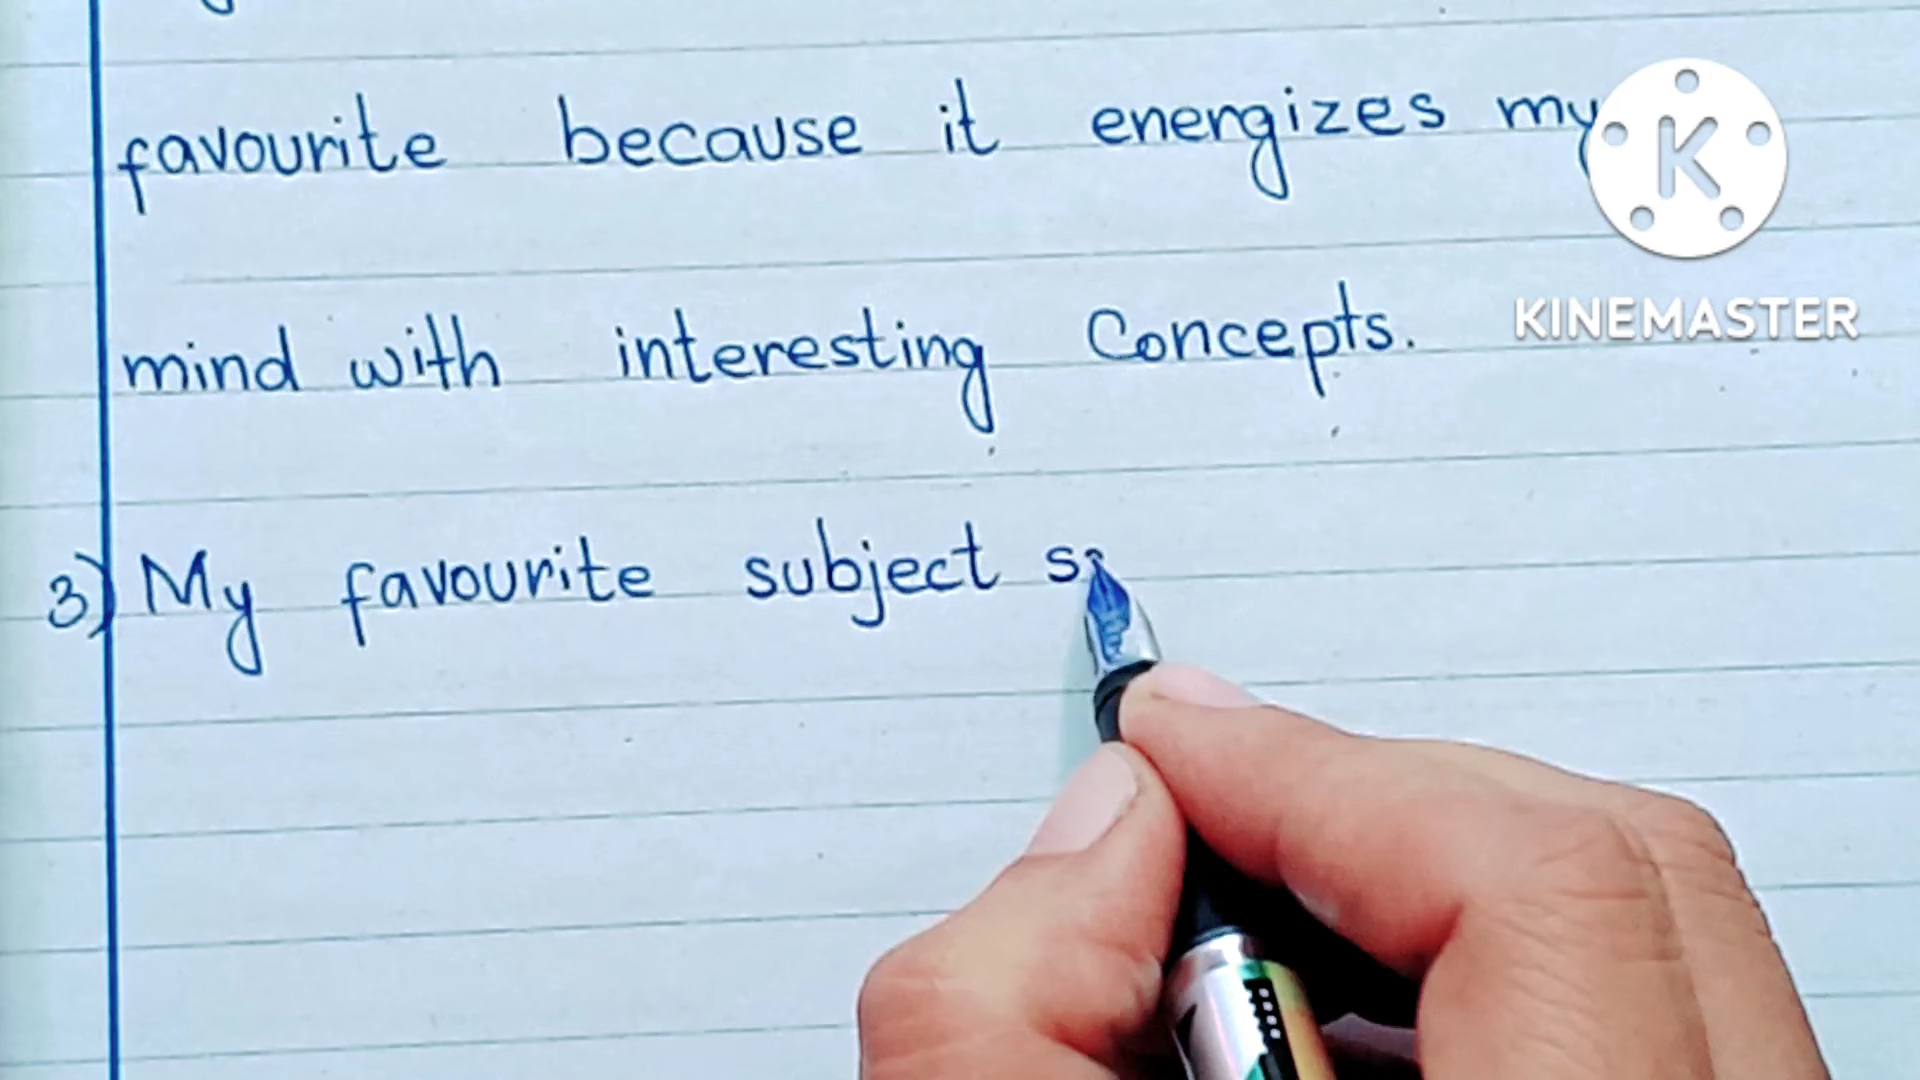 favourite because it energizes my
KINEMASTER
mind with interesting Concepts.
3) My favourite subject